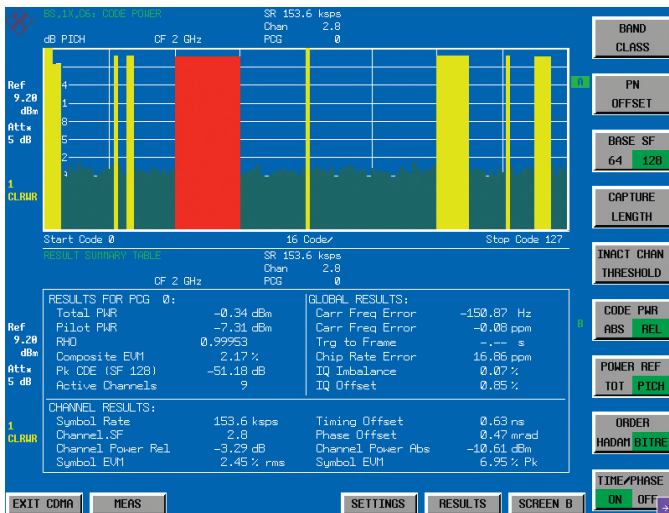 BS,1X,C6: CODE POWER
SR 153.6 ksps
Chan 2.8
dB PICH CF 2 GHz PCG 0
Ref
9.20
dBm
Att*
5 dB
1
CLRWR
A
Start Code 0 16 Code/ Stop Code 127
RESULT SUMMARY TABLE
SR 153.6 ksps
Chan 2.8
CF 2 GHz PCG 0
Ref
9.20
dBm
Att*
5 dB
1
CLRWR
B
RESULTS FOR PCG 0: GLOBAL RESULTS:
Total PWR -0.34 dBm Carr Freq Error -150.87 Hz
Pilot PWR -7.31 dBm Carr Freq Error -0.08 ppm
RHO 0.99953 Trg to Frame -.-- s
Composite EVM 2.17 % Chip Rate Error 16.86 ppm
Pk CDE (SF 128) -51.18 dB IQ Imbalance 0.07 %
Active Channels 9 IQ Offset 0.85 %
CHANNEL RESULTS:
Symbol Rate 153.6 ksps Timing Offset 0.63 ns
Channel.SF 2.8 Phase Offset 0.47 mrad
Channel Power Rel -3.29 dB Channel Power Abs -10.61 dBm
Symbol EVM 2.45 % rms Symbol EVM 6.95 % Pk
BAND
CLASS
PN
OFFSET
BASE SF
64 128
CAPTURE
LENGTH
INACT CHAN
THRESHOLD
CODE PWR
ABS REL
POWER REF
TOT PICH
ORDER
HADAM BITRE
TIME/PHASE
ON OFF
EXIT CDMA MEAS SETTINGS RESULTS SCREEN B